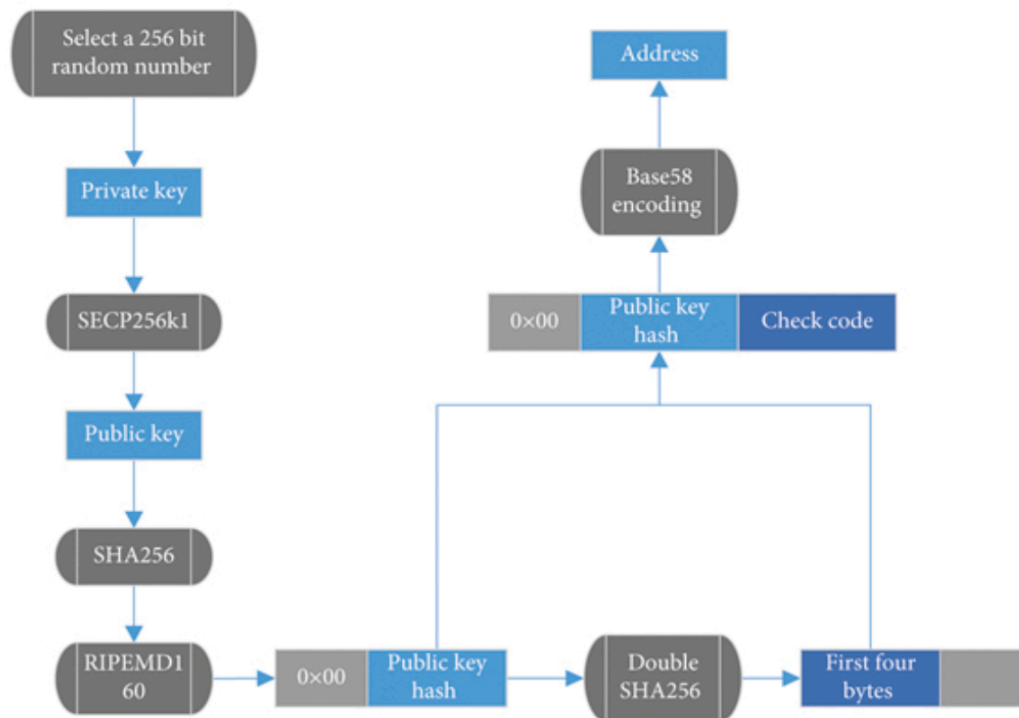 Select a 256 bit
random number
Private key
SECP256k1
Public key
SHA256
RIPEMD1
60
0×00
Public key
hash
Double
SHA256
First four
bytes
0×00
Public key
hash
Check code
Base58
encoding
Address